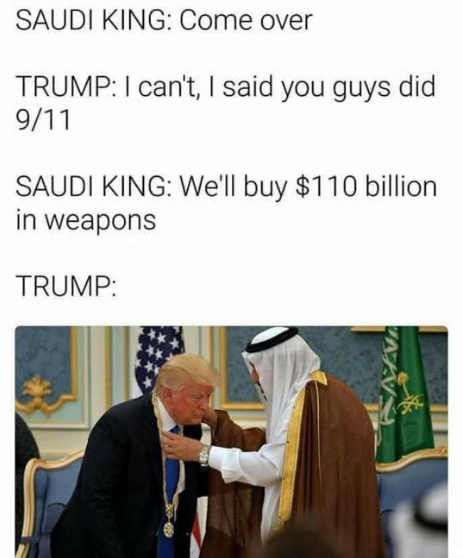 SAUDI KING: Come over
TRUMP: I can't, I said you guys did
9/11
SAUDI KING: We'll buy $110 billion
in weapons
TRUMP: